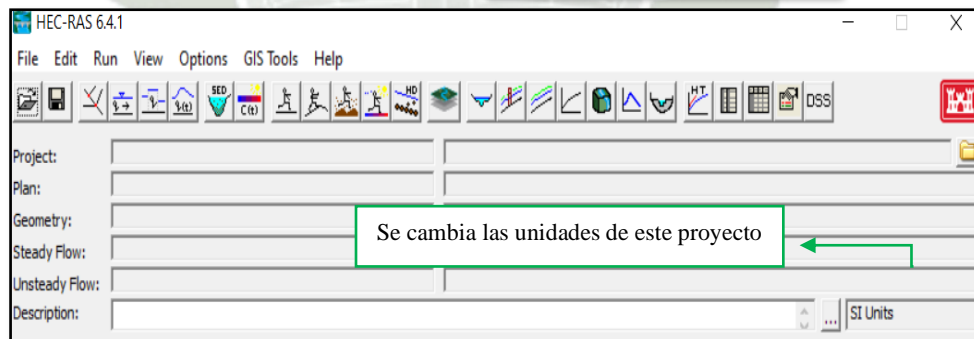 HEC-RAS 6.4.1
File Edit Run View Options GIS Tools Help
SED C(t) HD HT DSS
Project:
Plan:
Geometry:
Steady Flow:
Se cambia las unidades de este proyecto
Unsteady Flow:
Description: ... SI Units